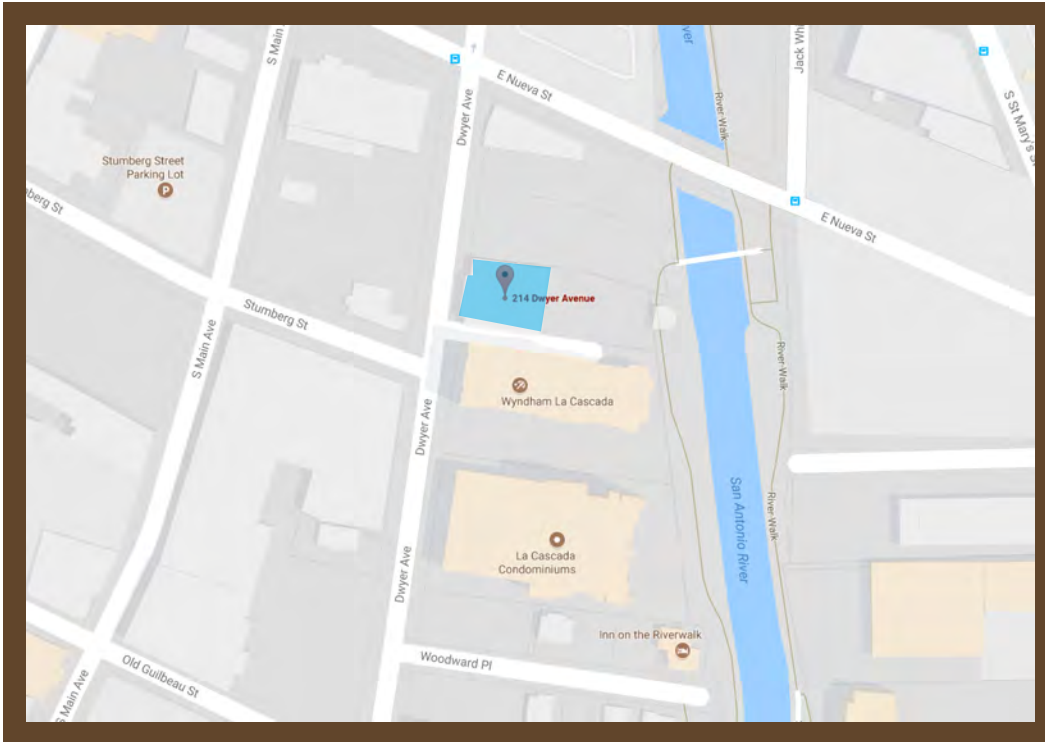 S Main
Dwyer Ave
E Nueva St
ver
River Walk
Jack Wh
S St Mary's S
Stumberg Street
Parking Lot
P
berg St
E Nueva St
214 Dwyer Avenue
Stumberg St
S Main Ave
River Walk
Wyndham La Cascada
Dwyer Ave
San Antonio River
River Walk
La Cascada
Condominiums
Dwyer Ave
Inn on the Riverwalk
Woodward Pl
Old Guilbeau St
S Main Ave